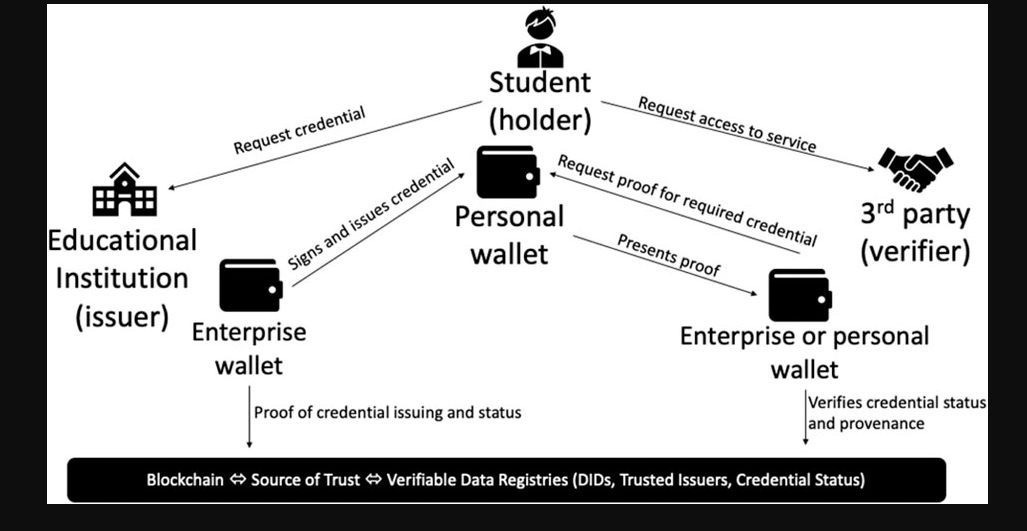 Student
(holder)
Request credential
Request access to service
Educational
Institution
(issuer)
Signs and issues credential
Personal
wallet
Request proof for required credential
Presents proof
3rd party
(verifier)
Enterprise
wallet
Enterprise or personal
wallet
Proof of credential issuing and status
Verifies credential status
and provenance
Blockchain ⇔ Source of Trust ⇔ Verifiable Data Registries (DIDs, Trusted Issuers, Credential Status)